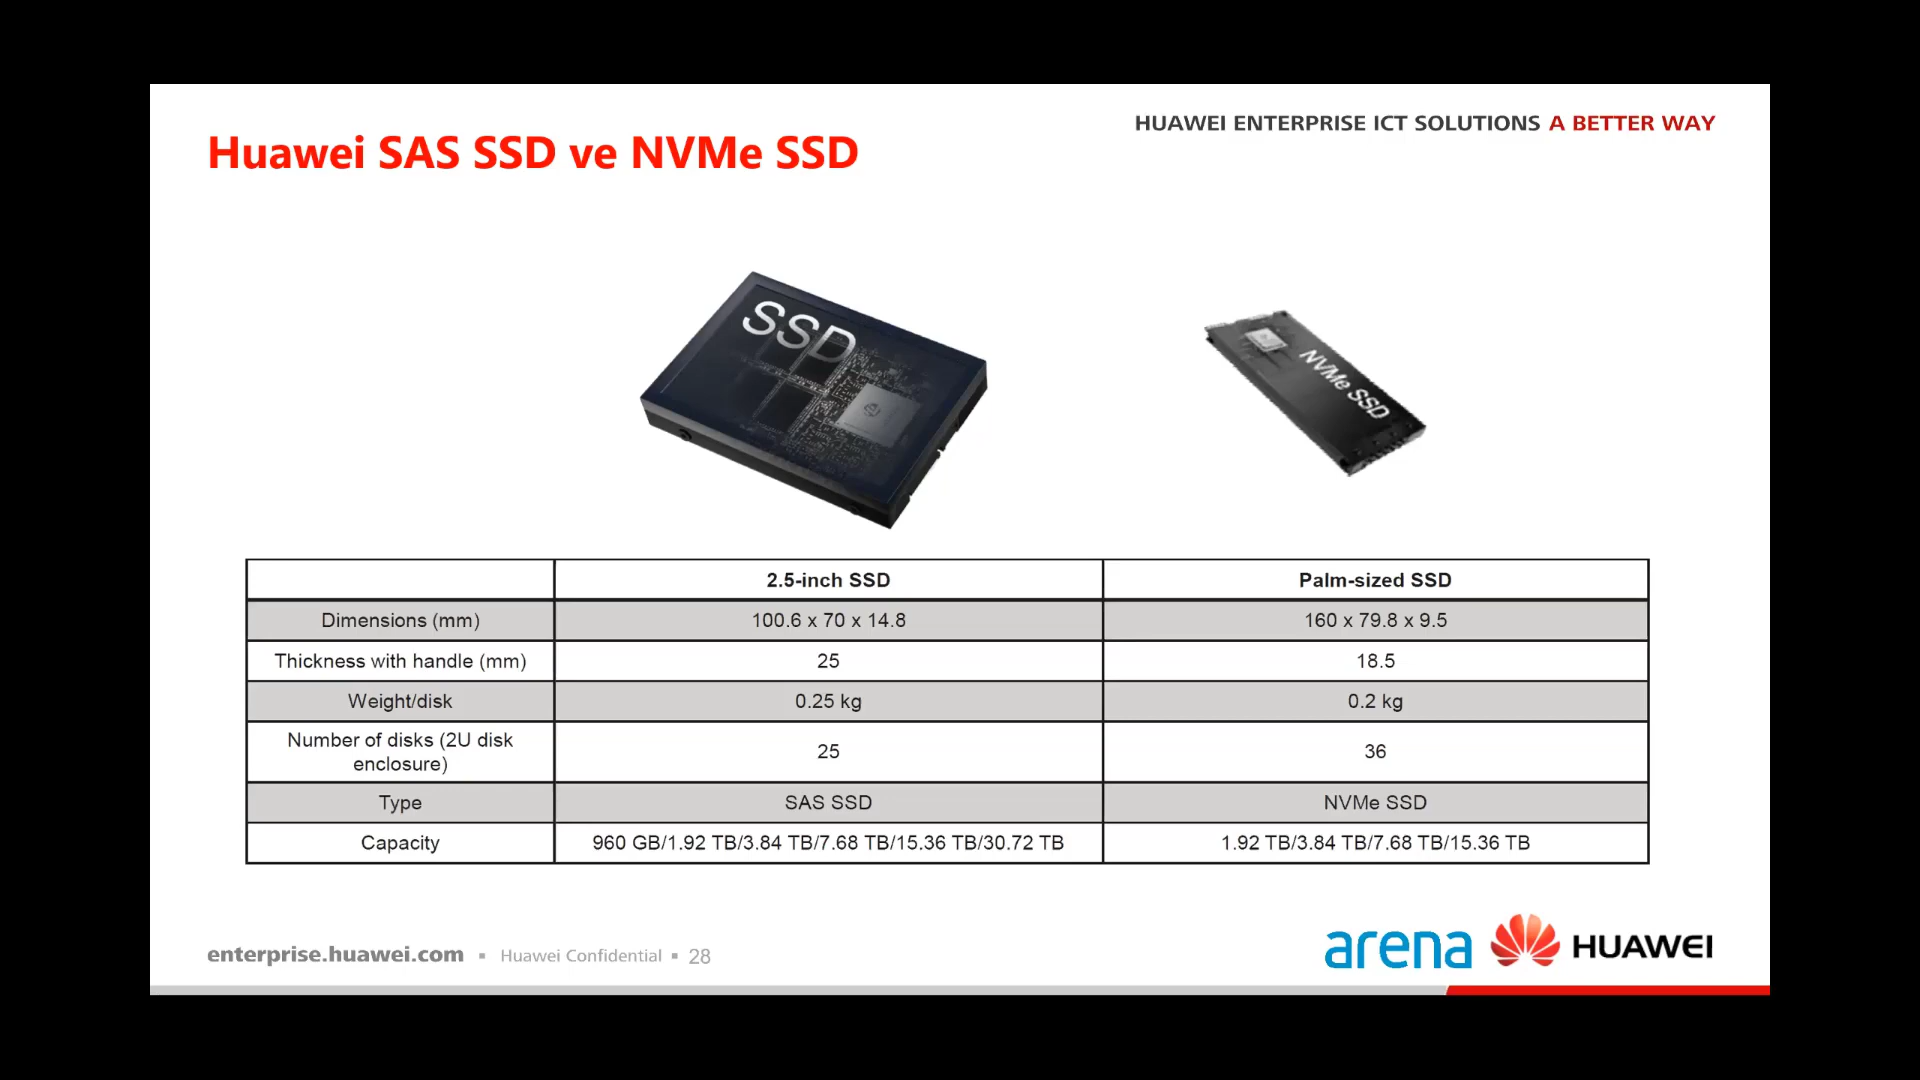 HUAWEI ENTERPRISE ICT SOLUTIONS A BETTER WAY
Huawei SAS SSD ve NVMe SSD
SSD
NVMe SSD
2.5-inch SSD Palm-sized SSD
Dimensions (mm) 100.6 x 70 x 14.8 160 x 79.8 x 9.5
Thickness with handle (mm) 25 18.5
Weight/disk 0.25 kg 0.2 kg
Number of disks (2U disk
enclosure) 25 36
Type SAS SSD NVMe SSD
Capacity 960 GB/1.92 TB/3.84 TB/7.68 TB/15.36 TB/30.72 TB 1.92 TB/3.84 TB/7.68 TB/15.36 TB
enterprise.huawei.com ▪ Huawei Confidential ▪ 28
arena HUAWEI